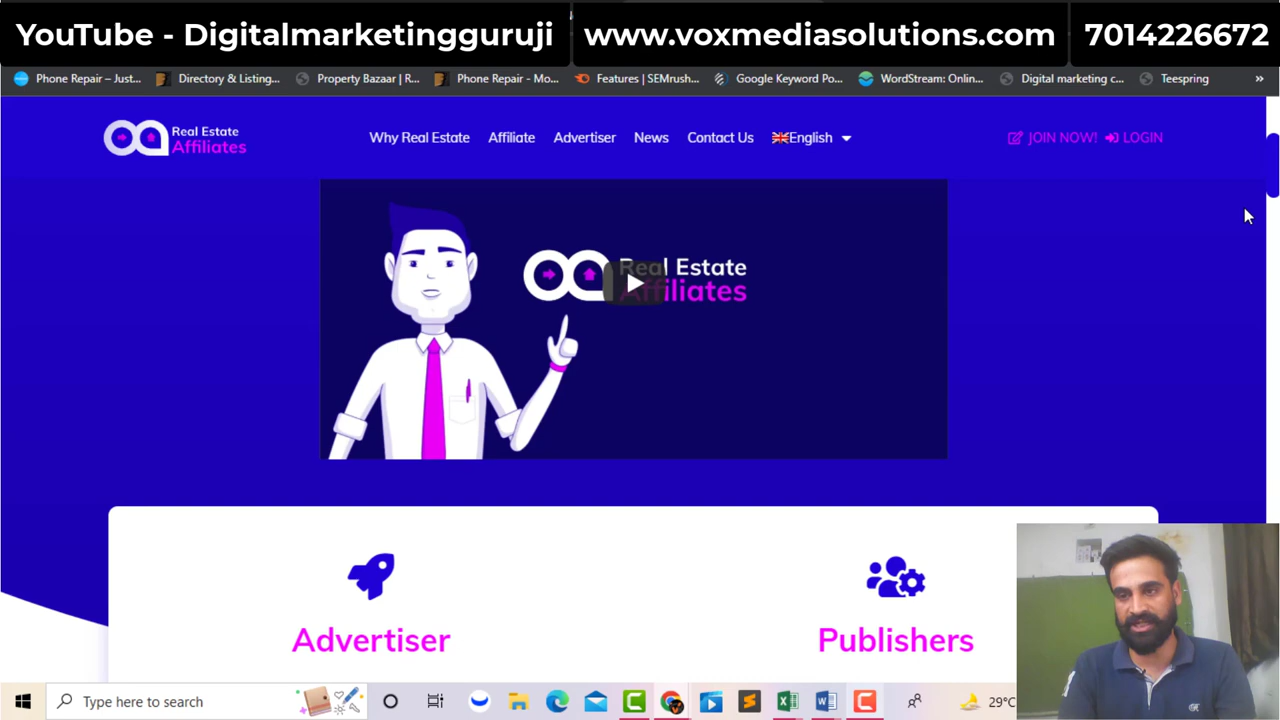 YouTube - Digitalmarketingguruji www.voxmediasolutions.com 7014226672
Phone Repair – Just... Directory & Listing... Property Bazaar | R... Phone Repair - Mo... Features | SEMrush... Google Keyword Po... WordStream: Onlin... Digital marketing c... Teespring »
Real Estate
Affiliates
Why Real Estate Affiliate Advertiser News Contact Us English JOIN NOW! LOGIN
Real Estate
Affiliates
Advertiser Publishers
Type here to search 29°C